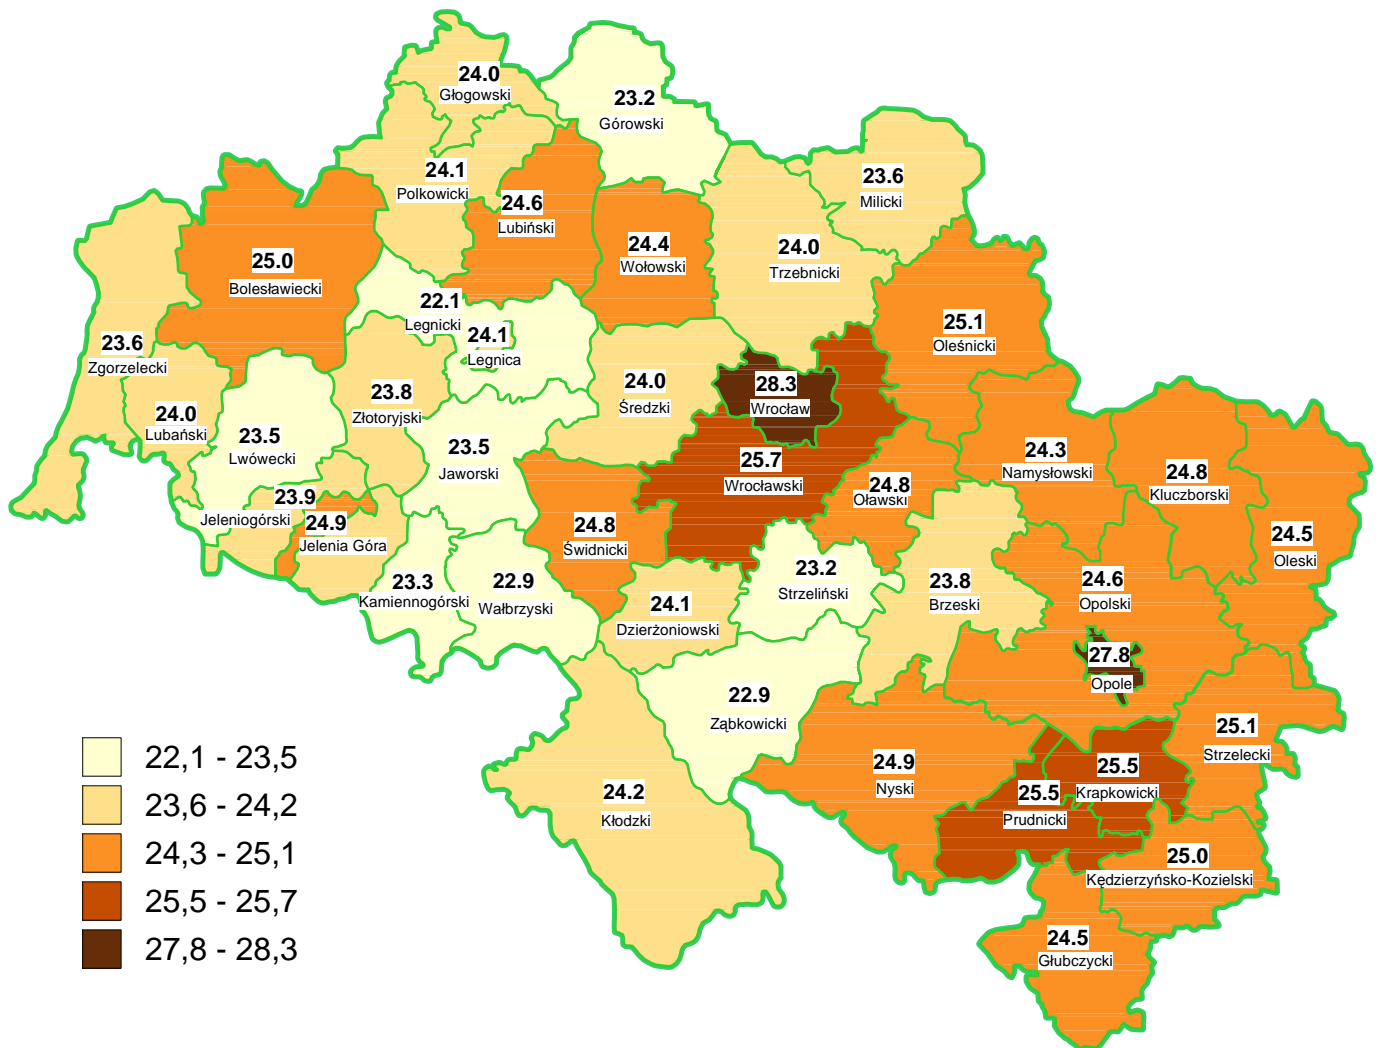 24.0
Głogowski
23.2
Górowski
24.1
Polkowicki
23.6
Milicki
24.6
Lubiński
24.4
Wołowski
24.0
Trzebnicki
25.0
Bolesławiecki
22.1
Legnicki
24.1
Legnica
25.1
Oleśnicki
23.6
Zgorzelecki
24.0
Lubański
23.8
Złotoryjski
24.0
Średzki
28.3
Wrocław
23.5
Lwówecki
23.5
Jaworski
25.7
Wrocławski
24.3
Namysłowski
24.8
Kluczborski
24.8
Oławski
23.9
Jeleniogórski
24.9
Jelenia Góra
24.8
Świdnicki
24.5
Oleski
23.3
Kamiennogórski
22.9
Wałbrzyski
23.2
Strzeliński
23.8
Brzeski
24.6
Opolski
24.1
Dzierżoniowski
27.8
Opole
22.9
Ząbkowicki
25.1
Strzelecki
24.9
Nyski
25.5
Krapkowicki
25.5
Prudnicki
24.2
Kłodzki
25.0
Kędzierzyńsko-Kozielski
24.5
Głubczycki
22,1 - 23,5
23,6 - 24,2
24,3 - 25,1
25,5 - 25,7
27,8 - 28,3